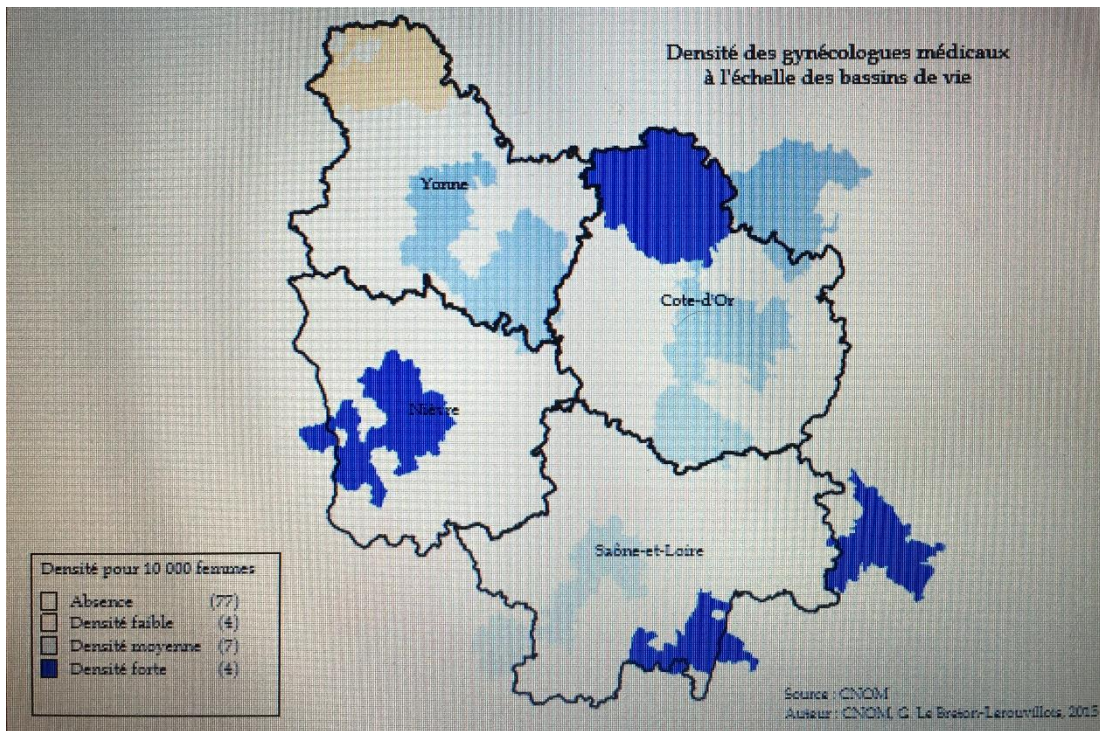 Densité des gynécologues médicaux
à l'échelle des bassins de vie
Yonne
Cote-d'Or
Nièvre
Saône-et-Loire
Densité pour 10 000 femmes
Absence (77)
Densité faible (4)
Densité moyenne (7)
Densité forte (4)
Source : CNOM
Auteur : CNOM, G. Le Breton-Lerouvillois, 2015